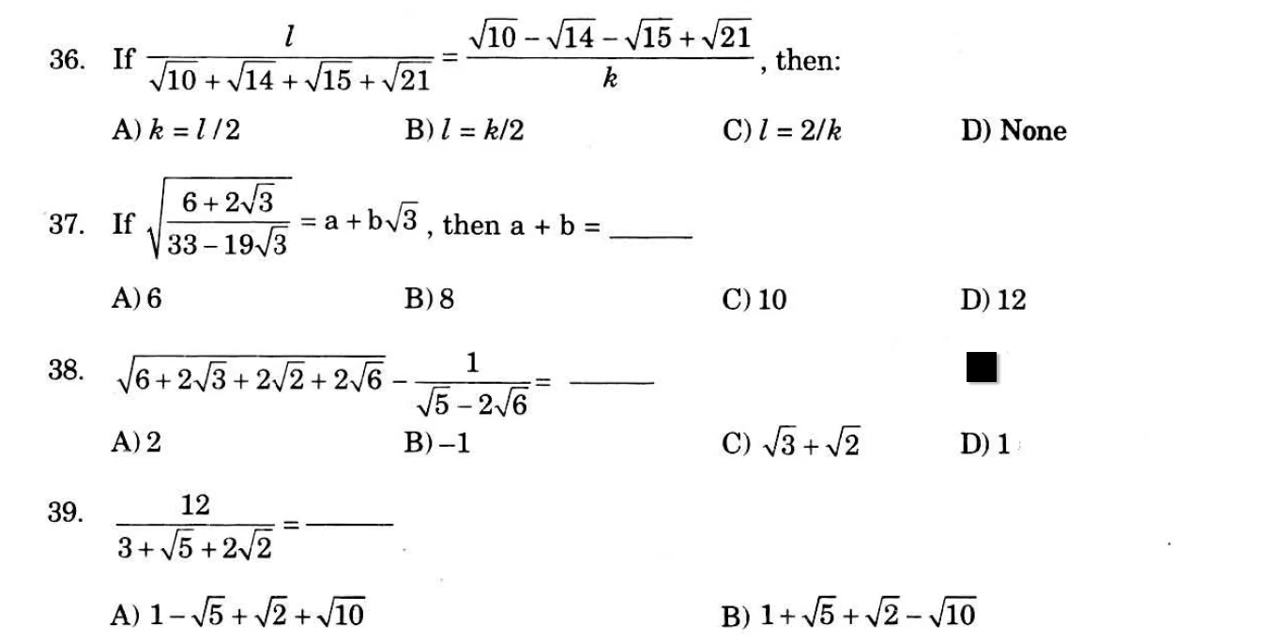 36. If l/(√10 + √14 + √15 + √21) = (√10 − √14 − √15 + √21)/k , then:
A) k = l /2 B) l = k/2 C) l = 2/k D) None
37. If √((6 + 2√3)/(33 − 19√3)) = a + b√3 , then a + b = ______
A) 6 B) 8 C) 10 D) 12
38. √(6 + 2√3 + 2√2 + 2√6) − 1/(√5 − 2√6) = ______
A) 2 B) −1 C) √3 + √2 D) 1
39. 12/(3 + √5 + 2√2) = ______
A) 1 − √5 + √2 + √10 B) 1 + √5 + √2 − √10